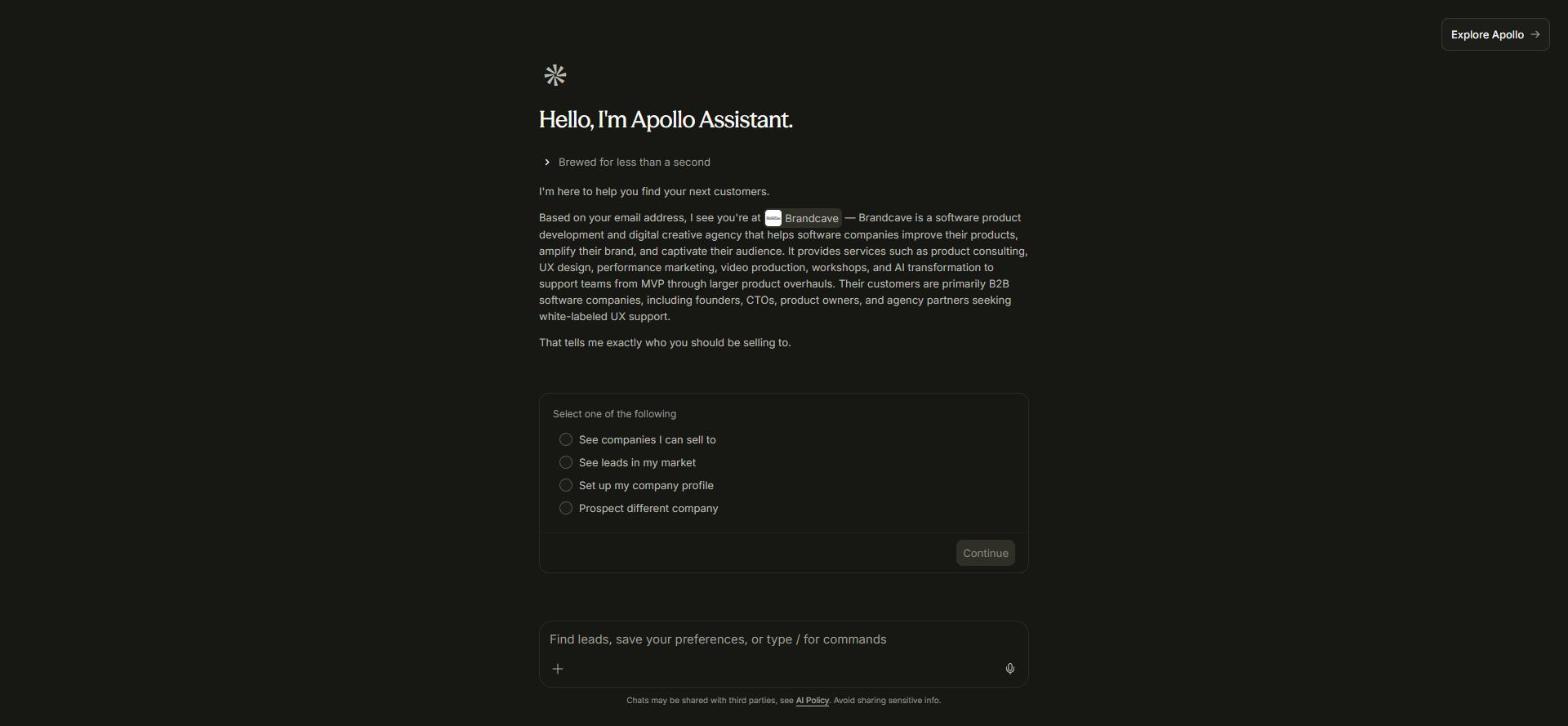 Explore Apollo →
Hello, I'm Apollo Assistant.
Brewed for less than a second
I'm here to help you find your next customers.
Based on your email address, I see you're at Brandcave — Brandcave is a software product
development and digital creative agency that helps software companies improve their products,
amplify their brand, and captivate their audience. It provides services such as product consulting,
UX design, performance marketing, video production, workshops, and AI transformation to
support teams from MVP through larger product overhauls. Their customers are primarily B2B
software companies, including founders, CTOs, product owners, and agency partners seeking
white-labeled UX support.
That tells me exactly who you should be selling to.
Select one of the following
See companies I can sell to
See leads in my market
Set up my company profile
Prospect different company
Continue
Find leads, save your preferences, or type / for commands
Chats may be shared with third parties, see AI Policy. Avoid sharing sensitive info.